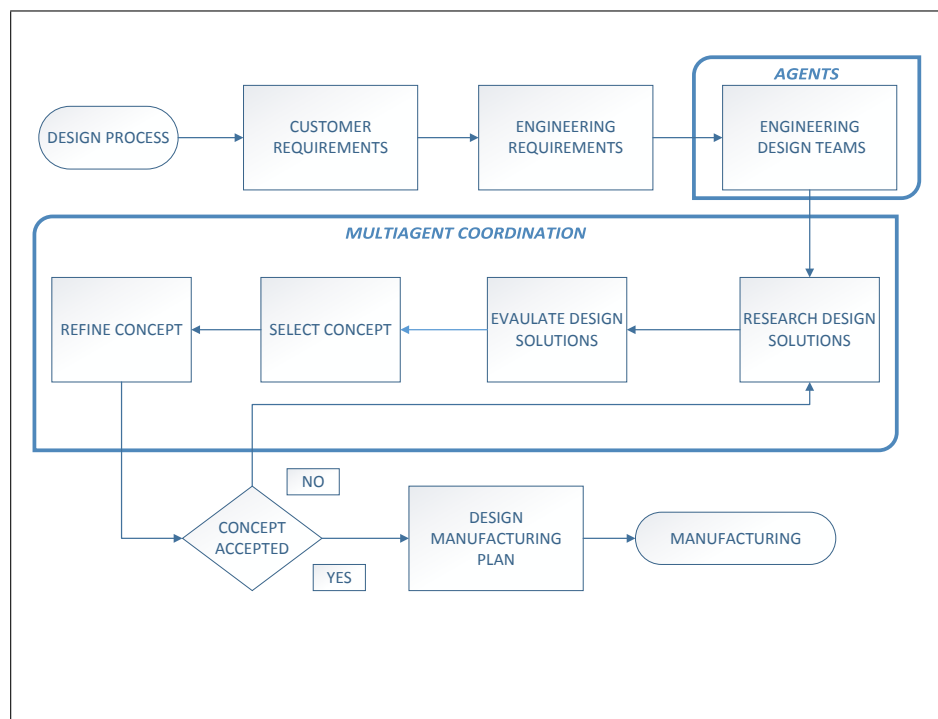 AGENTS
DESIGN PROCESS
CUSTOMER
REQUIREMENTS
ENGINEERING
REQUIREMENTS
ENGINEERING
DESIGN TEAMS
MULTIAGENT COORDINATION
REFINE CONCEPT
SELECT CONCEPT
EVAULATE DESIGN
SOLUTIONS
RESEARCH DESIGN
SOLUTIONS
NO
CONCEPT
ACCEPTED
YES
DESIGN
MANUFACTURING
PLAN
MANUFACTURING